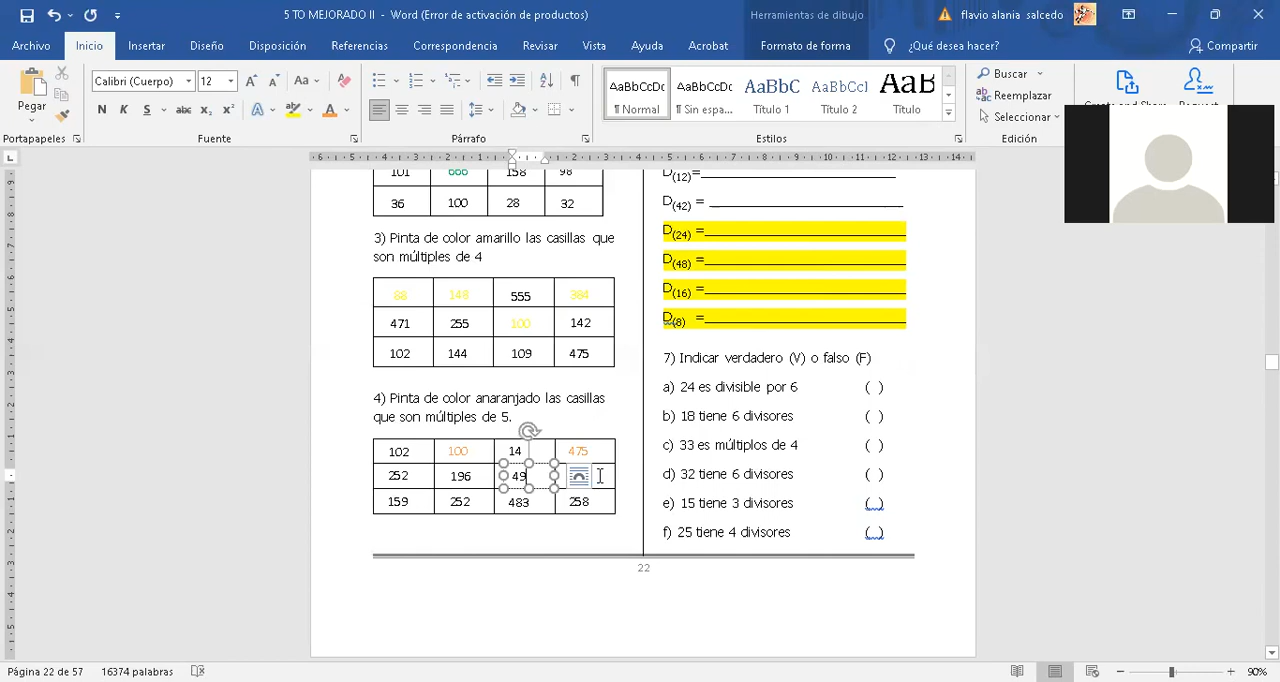 5 TO MEJORADO II - Word (Error de activación de productos)
Herramientas de dibujo
flavio alania salcedo
Archivo Inicio Insertar Diseño Disposición Referencias Correspondencia Revisar Vista Ayuda Acrobat Formato de forma ¿Qué desea hacer? Compartir
Pegar
Calibri (Cuerpo) 12
AaBbCcDc AaBbCcDc AaBbC AaBbCcI AaB
¶ Normal ¶ Sin espa... Título 1 Título 2 Título
Buscar
Reemplazar
Seleccionar
Portapapeles Fuente Párrafo Estilos Edición
101 666 158 98
36 100 28 32
3) Pinta de color amarillo las casillas que
son múltiples de 4
88 148 555 384
471 255 100 142
102 144 109 475
4) Pinta de color anaranjado las casillas
que son múltiples de 5.
102 100 14 475
252 196 49
159 252 483 258
D(12)=
D(42) =
D(24) =
D(48) =
D(16) =
D(8) =
7) Indicar verdadero (V) o falso (F)
a) 24 es divisible por 6 ( )
b) 18 tiene 6 divisores ( )
c) 33 es múltiplos de 4 ( )
d) 32 tiene 6 divisores ( )
e) 15 tiene 3 divisores ( )
f) 25 tiene 4 divisores ( )
22
Página 22 de 57 16374 palabras 90%